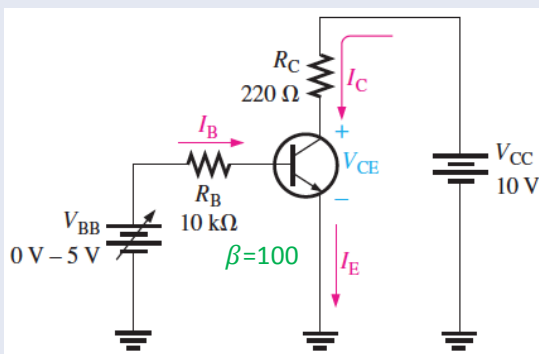 R_C
220 Ω
I_C
I_B
+
V_CE
−
R_B
10 kΩ
V_CC
10 V
V_BB
0 V – 5 V
β=100
I_E